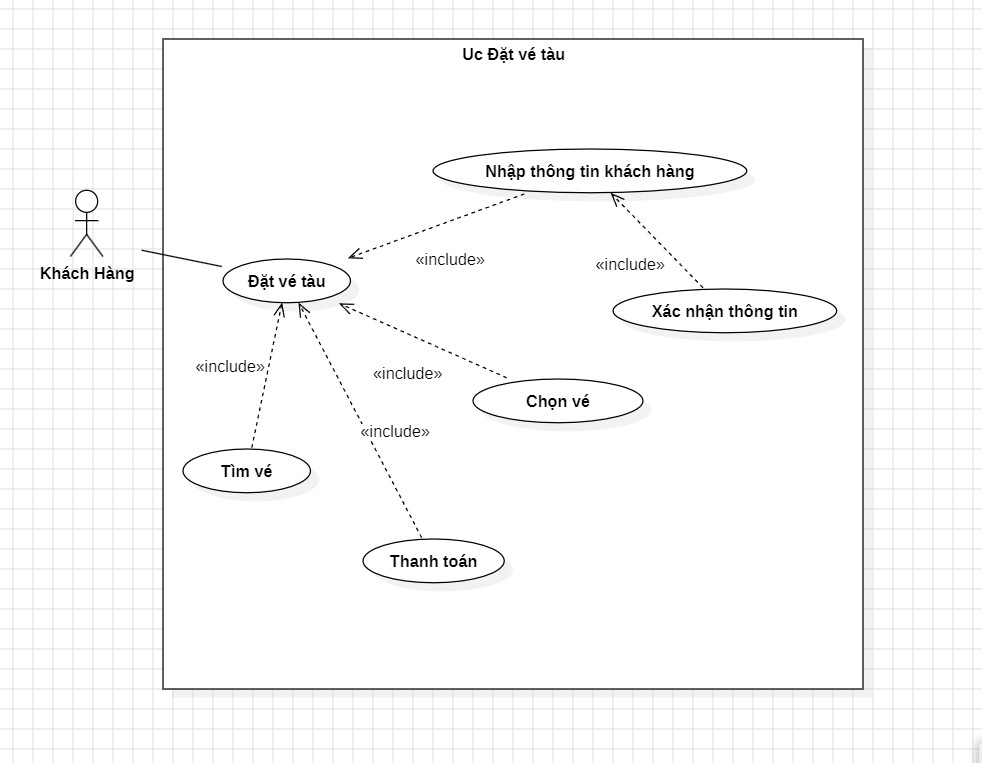 Uc Đặt vé tàu
Nhập thông tin khách hàng
«include»
«include»
Khách Hàng
Đặt vé tàu
Xác nhận thông tin
«include»
«include»
Chọn vé
«include»
Tìm vé
Thanh toán